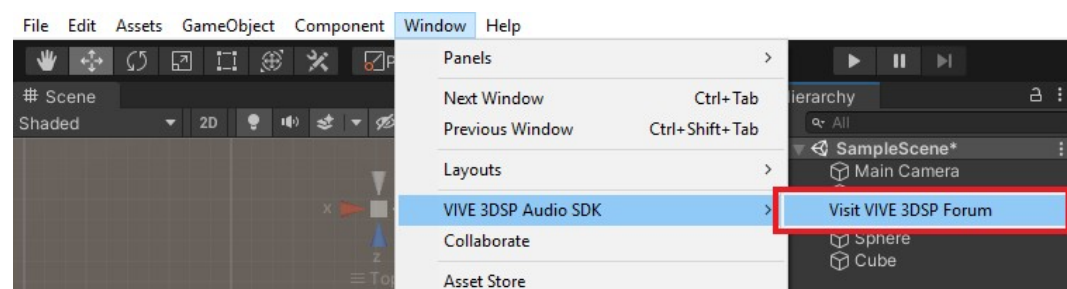 File Edit Assets GameObject Component Window Help
# Scene
Shaded 2D
Panels
Next Window Ctrl+Tab
Previous Window Ctrl+Shift+Tab
Layouts
VIVE 3DSP Audio SDK
Collaborate
Asset Store
Visit VIVE 3DSP Forum
ierarchy
All
SampleScene*
Main Camera
Sphere
Cube
x
z